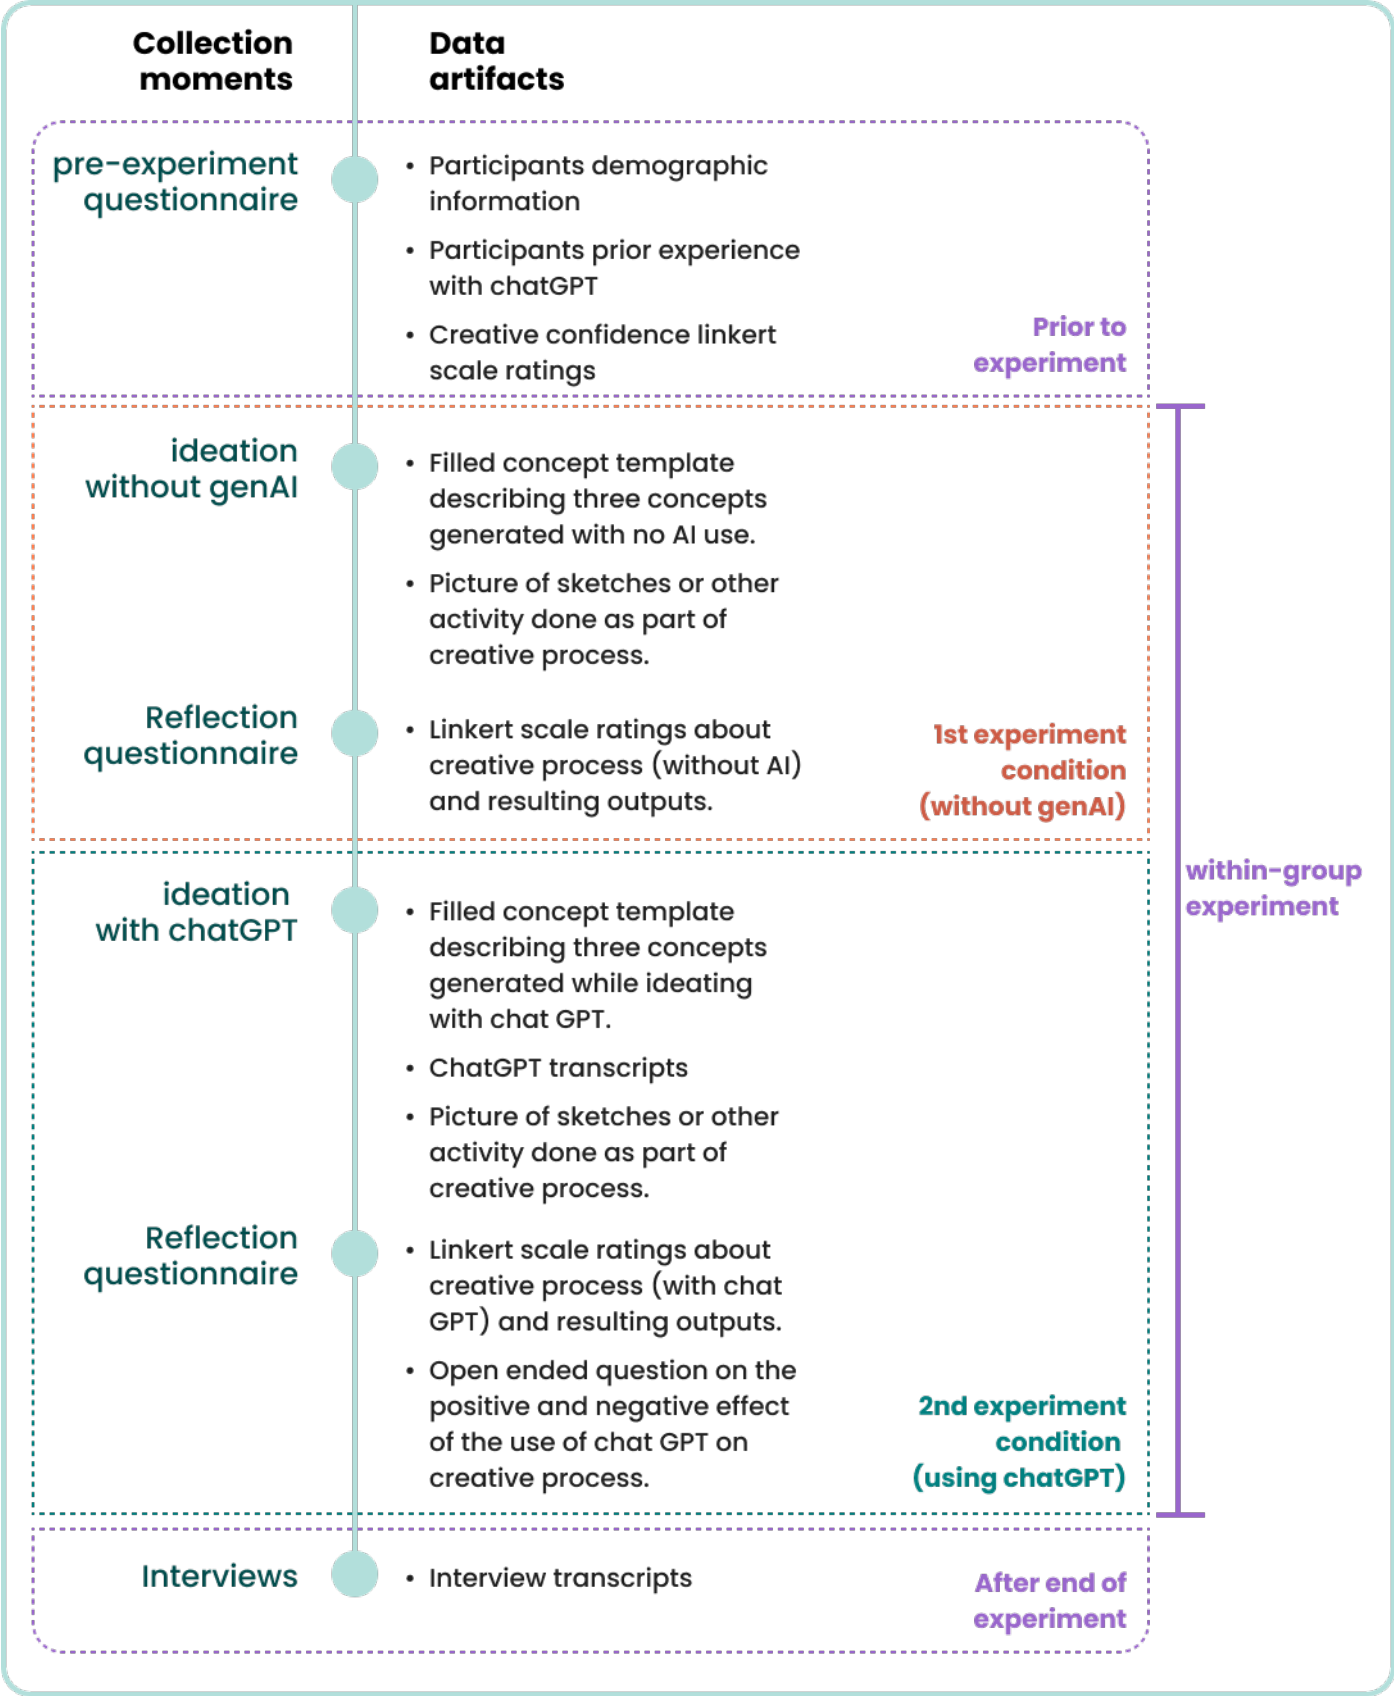 Collection
moments
Data
artifacts
pre-experiment
questionnaire
• Participants demographic
information
• Participants prior experience
with chatGPT
• Creative confidence linkert
scale ratings
Prior to
experiment
ideation
without genAI
• Filled concept template
describing three concepts
generated with no AI use.
• Picture of sketches or other
activity done as part of
creative process.
Reflection
questionnaire
• Linkert scale ratings about
creative process (without AI)
and resulting outputs.
1st experiment
condition
(without genAI)
within-group
experiment
ideation
with chatGPT
• Filled concept template
describing three concepts
generated while ideating
with chat GPT.
• ChatGPT transcripts
• Picture of sketches or other
activity done as part of
creative process.
Reflection
questionnaire
• Linkert scale ratings about
creative process (with chat
GPT) and resulting outputs.
• Open ended question on the
positive and negative effect
of the use of chat GPT on
creative process.
2nd experiment
condition
(using chatGPT)
Interviews
• Interview transcripts
After end of
experiment